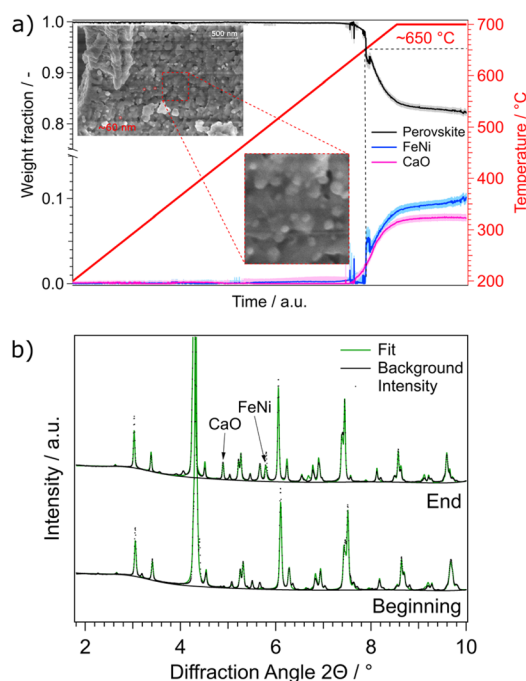 a)
500 nm
~650 °C
~80 nm
Perovskite
FeNi
CaO
Weight fraction / -
1.0
0.9
0.8
0.1
0.0
Temperature / °C
700
600
500
400
300
200
Time / a.u.
b)
Fit
Background
Intensity
CaO
FeNi
End
Beginning
Intensity / a.u.
2
4
6
8
10
Diffraction Angle 2Θ / °